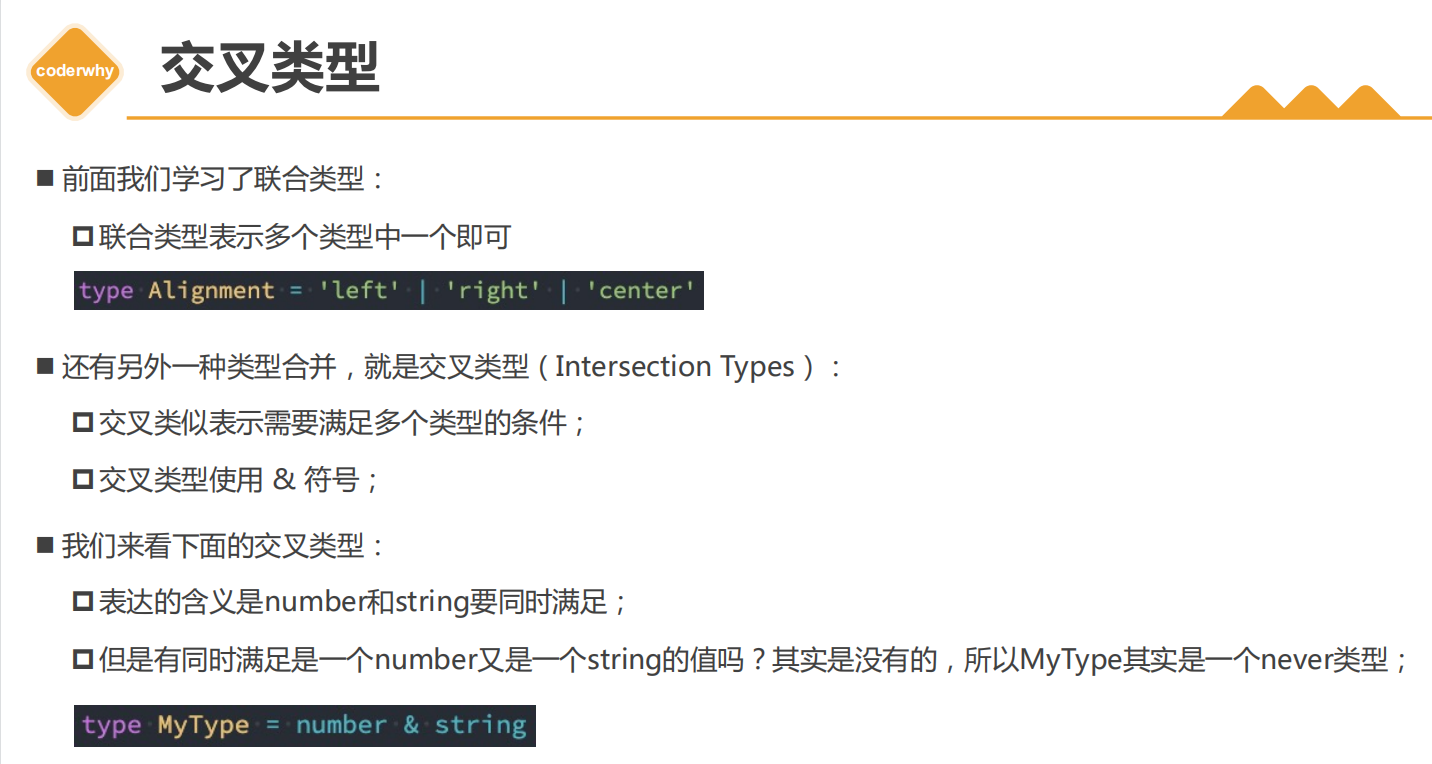 coderwhy
交叉类型
前面我们学习了联合类型：
联合类型表示多个类型中一个即可
type Alignment = 'left' | 'right' | 'center'
还有另外一种类型合并，就是交叉类型（Intersection Types）：
交叉类似表示需要满足多个类型的条件；
交叉类型使用 & 符号；
我们来看下面的交叉类型：
表达的含义是number和string要同时满足；
但是有同时满足是一个number又是一个string的值吗？其实是没有的，所以MyType其实是一个never类型；
type MyType = number & string